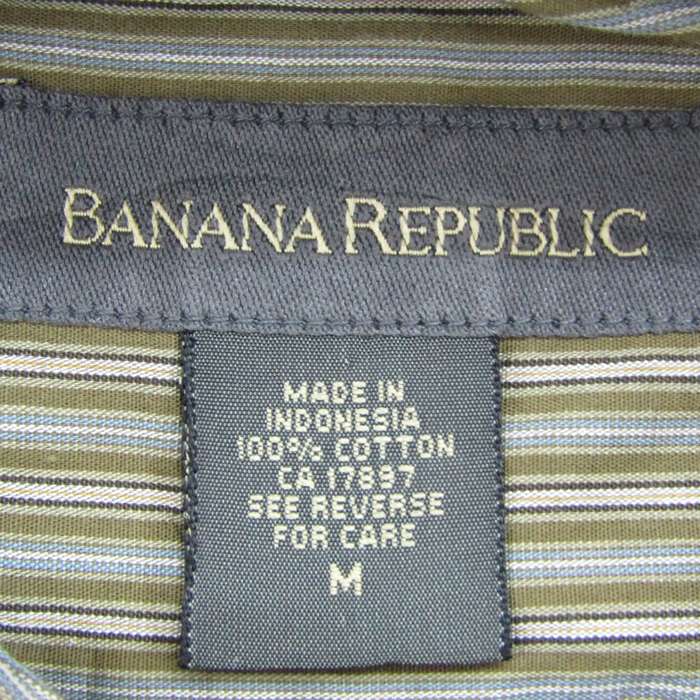 BANANA REPUBLIC
MADE IN
INDONESIA
100% COTTON
CA 17897
SEE REVERSE
FOR CARE
M